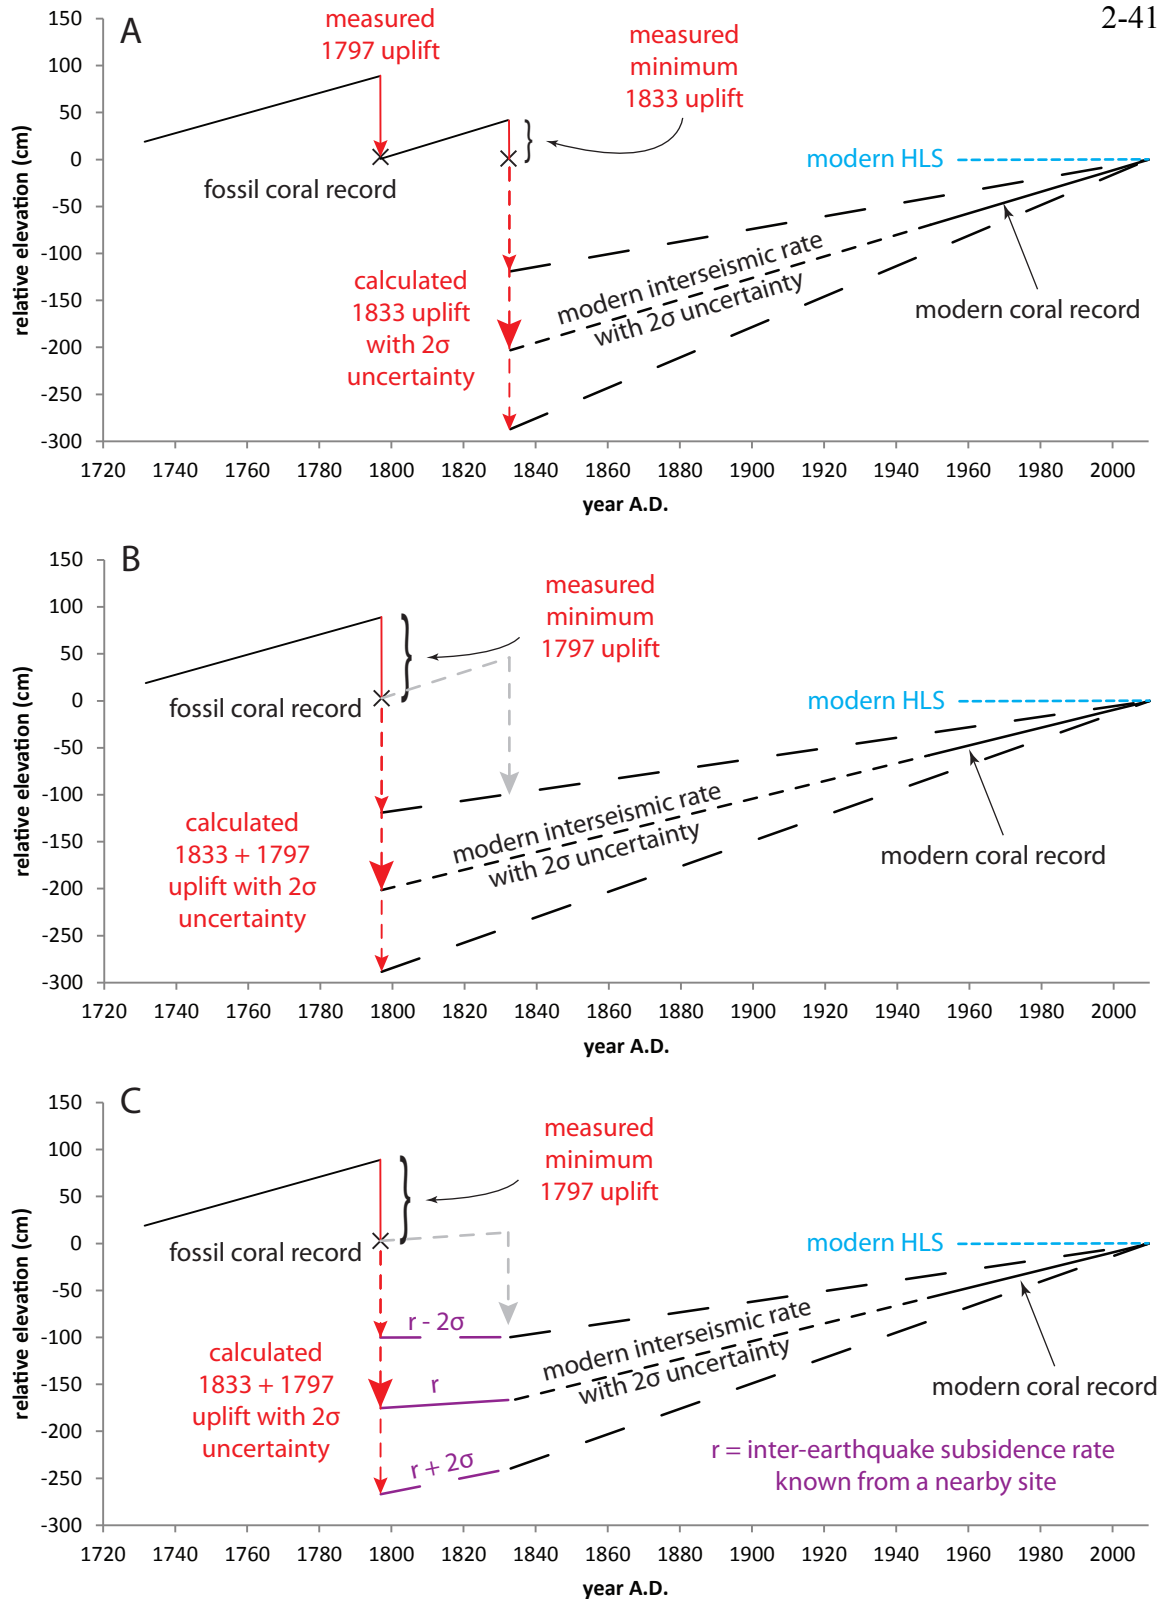 2-41
A
relative elevation (cm)
150
100
50
0
-50
-100
-150
-200
-250
-300
measured
1797 uplift
measured
minimum
1833 uplift
fossil coral record
modern HLS
calculated
1833 uplift
with 2σ
uncertainty
modern interseismic rate
with 2σ uncertainty
modern coral record
1720 1740 1760 1780 1800 1820 1840 1860 1880 1900 1920 1940 1960 1980 2000
year A.D.
B
relative elevation (cm)
150
100
50
0
-50
-100
-150
-200
-250
-300
measured
minimum
1797 uplift
fossil coral record
modern HLS
calculated
1833 + 1797
uplift with 2σ
uncertainty
modern interseismic rate
with 2σ uncertainty
modern coral record
1720 1740 1760 1780 1800 1820 1840 1860 1880 1900 1920 1940 1960 1980 2000
year A.D.
C
relative elevation (cm)
150
100
50
0
-50
-100
-150
-200
-250
-300
measured
minimum
1797 uplift
fossil coral record
modern HLS
r - 2σ
r
r + 2σ
calculated
1833 + 1797
uplift with 2σ
uncertainty
modern interseismic rate
with 2σ uncertainty
modern coral record
r = inter-earthquake subsidence rate
known from a nearby site
1720 1740 1760 1780 1800 1820 1840 1860 1880 1900 1920 1940 1960 1980 2000
year A.D.